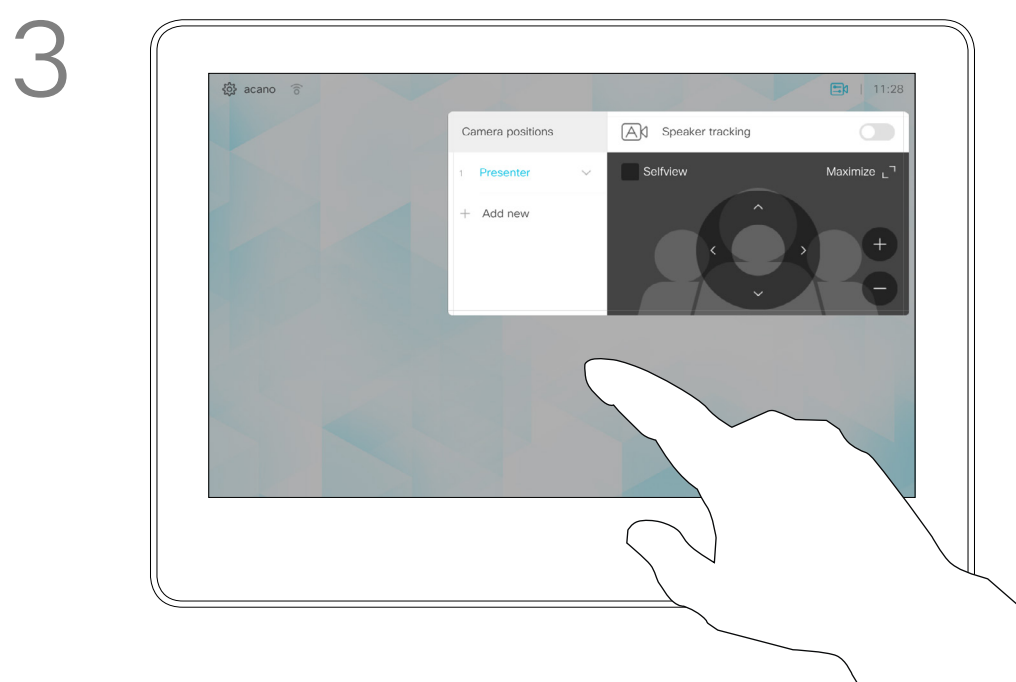 3
acano
11:28
Camera positions
Speaker tracking
1 Presenter
Selfview
Maximize
+ Add new
+
−